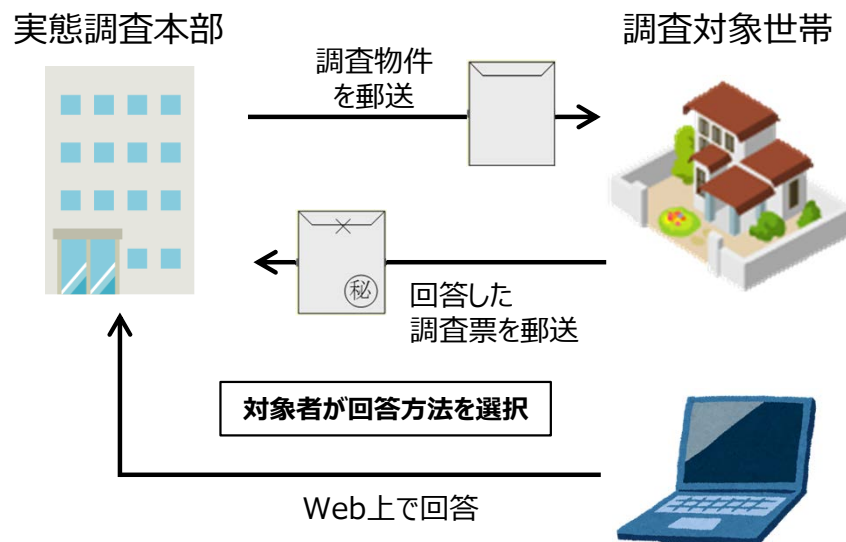 実態調査本部
調査対象世帯
調査物件
を郵送
秘
回答した
調査票を郵送
対象者が回答方法を選択
Web上で回答